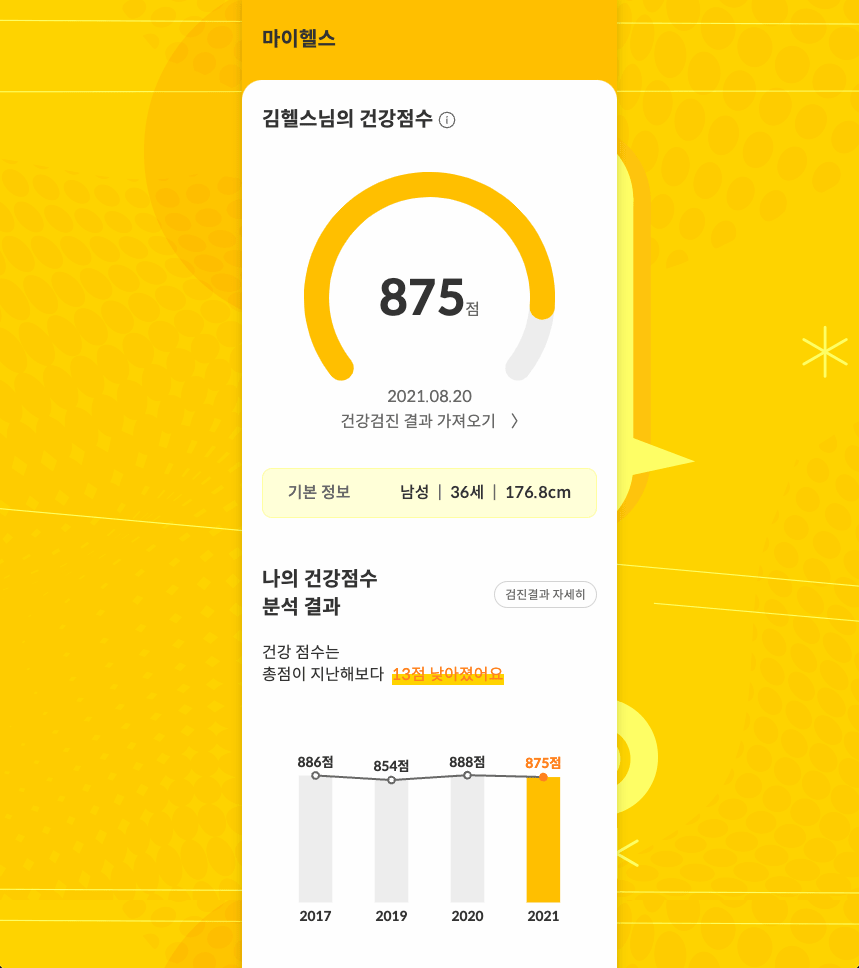 마이헬스
김헬스님의 건강점수
875점
2021.08.20
건강검진 결과 가져오기 〉
기본 정보 남성 | 36세 | 176.8cm
나의 건강점수
분석 결과
검진결과 자세히
건강 점수는
총점이 지난해보다 13점 낮아졌어요
886점 854점 888점 875점
2017 2019 2020 2021